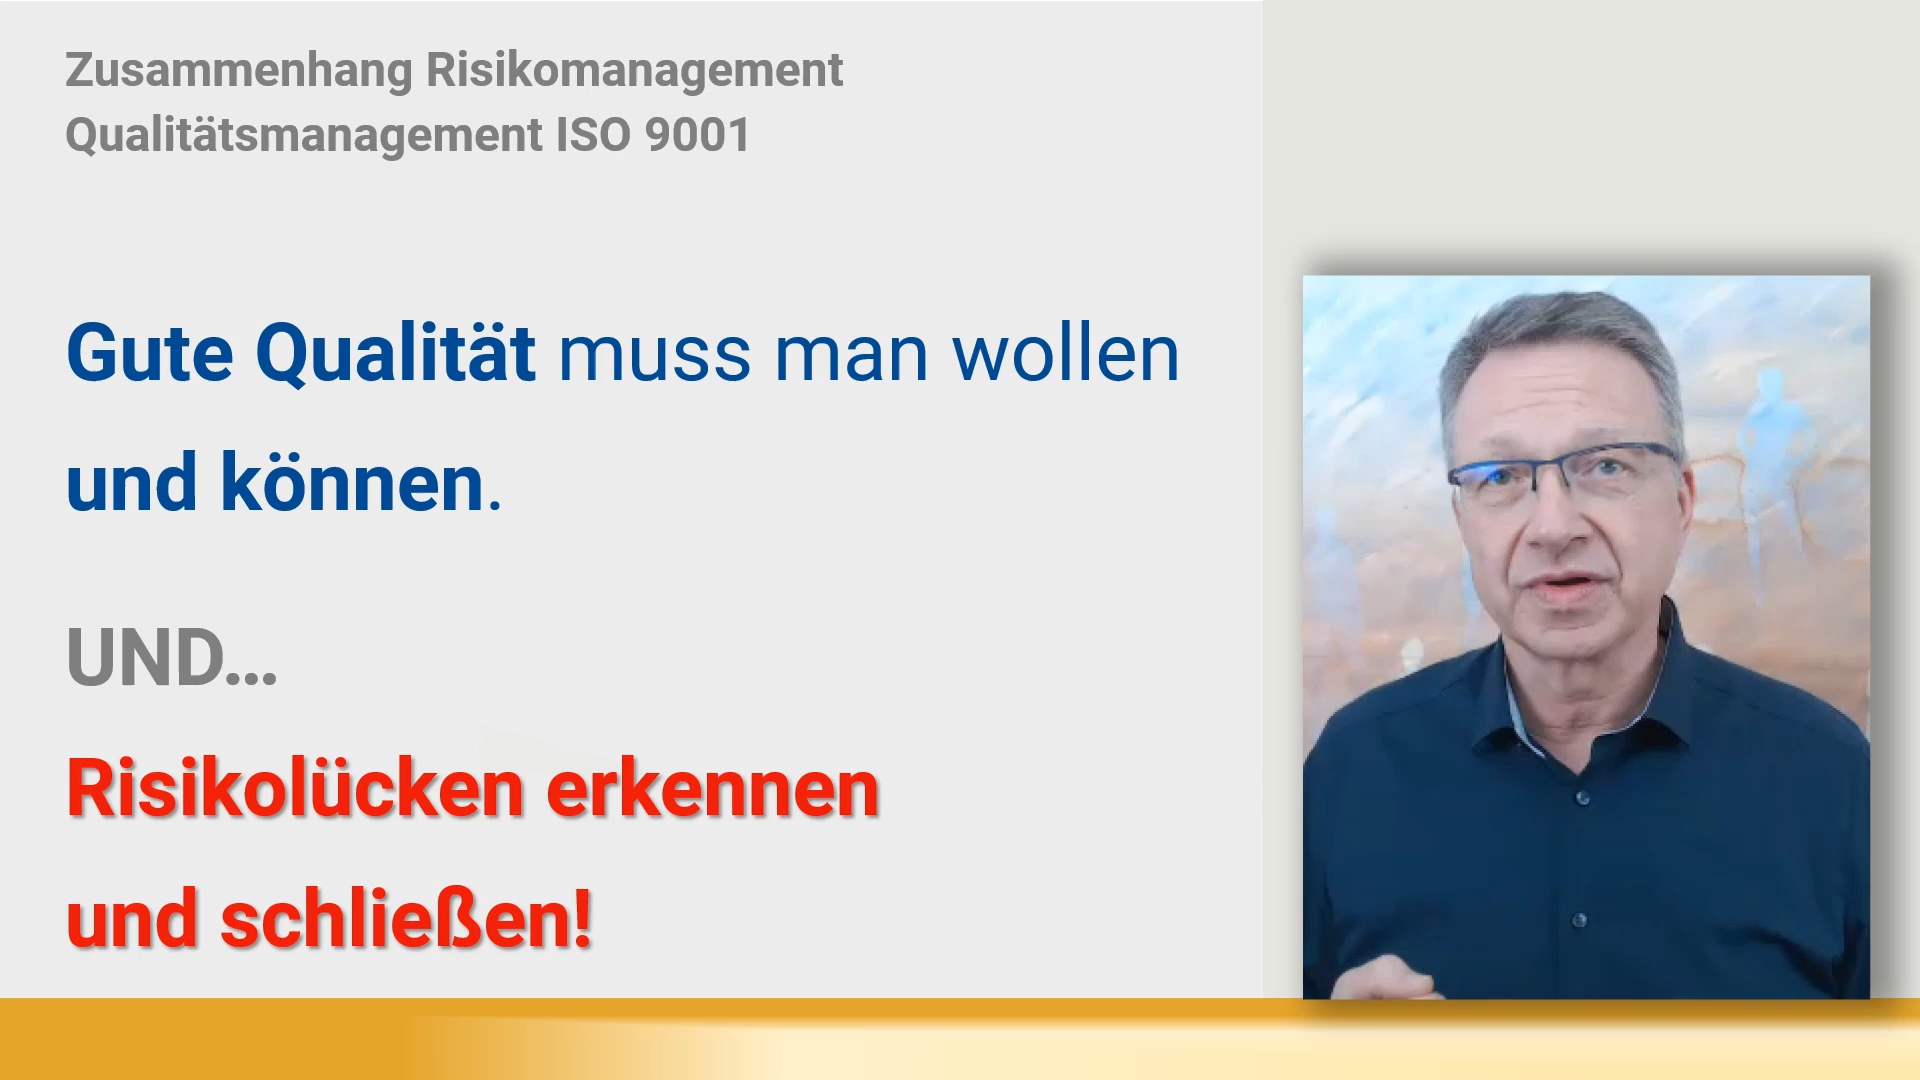 Zusammenhang Risikomanagement
Qualitätsmanagement ISO 9001
Gute Qualität muss man wollen
und können.
UND...
Risikolücken erkennen
und schließen!